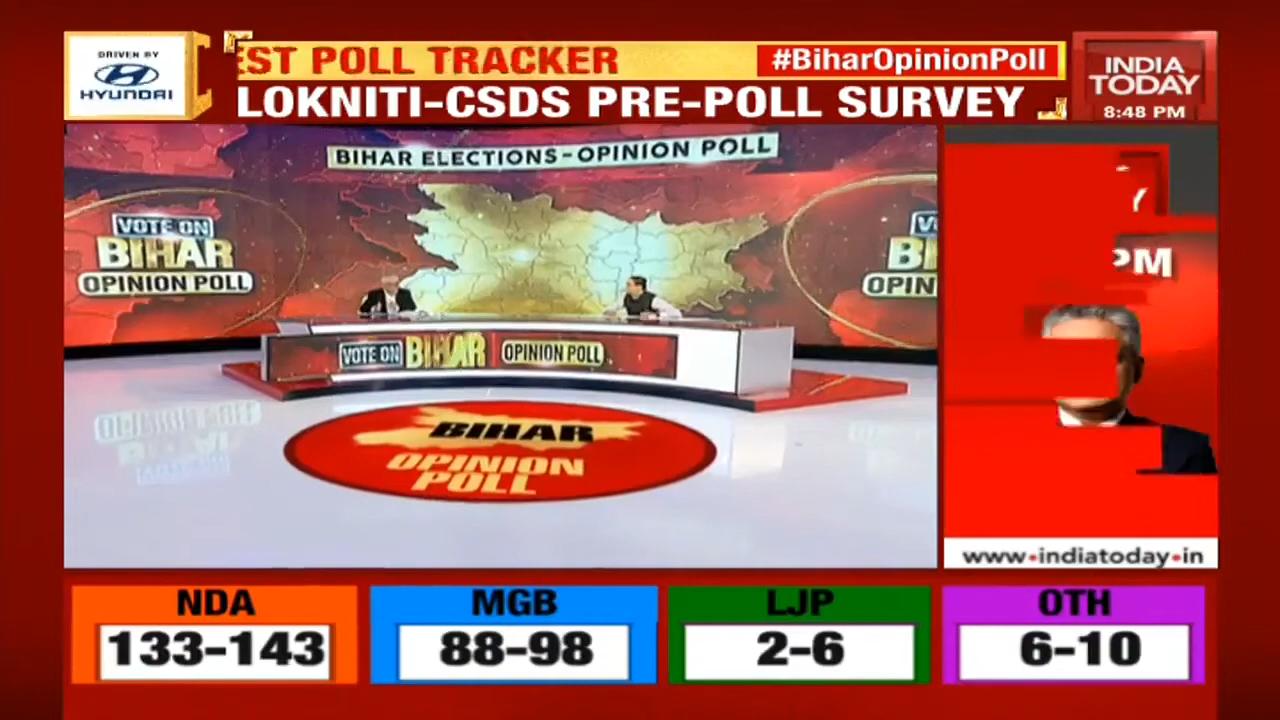 DRIVEN BY
HYUNDAI
EST POLL TRACKER
#BiharOpinionPoll
LOKNITI-CSDS PRE-POLL SURVEY
INDIA
TODAY
8:48 PM
BIHAR ELECTIONS-OPINION POLL
VOTE ON
BIHAR
OPINION POLL
VOTE ON BIHAR OPINION POLL
BIHAR
OPINION
POLL
PM
www.indiatoday.in
NDA
133-143
MGB
88-98
LJP
2-6
OTH
6-10